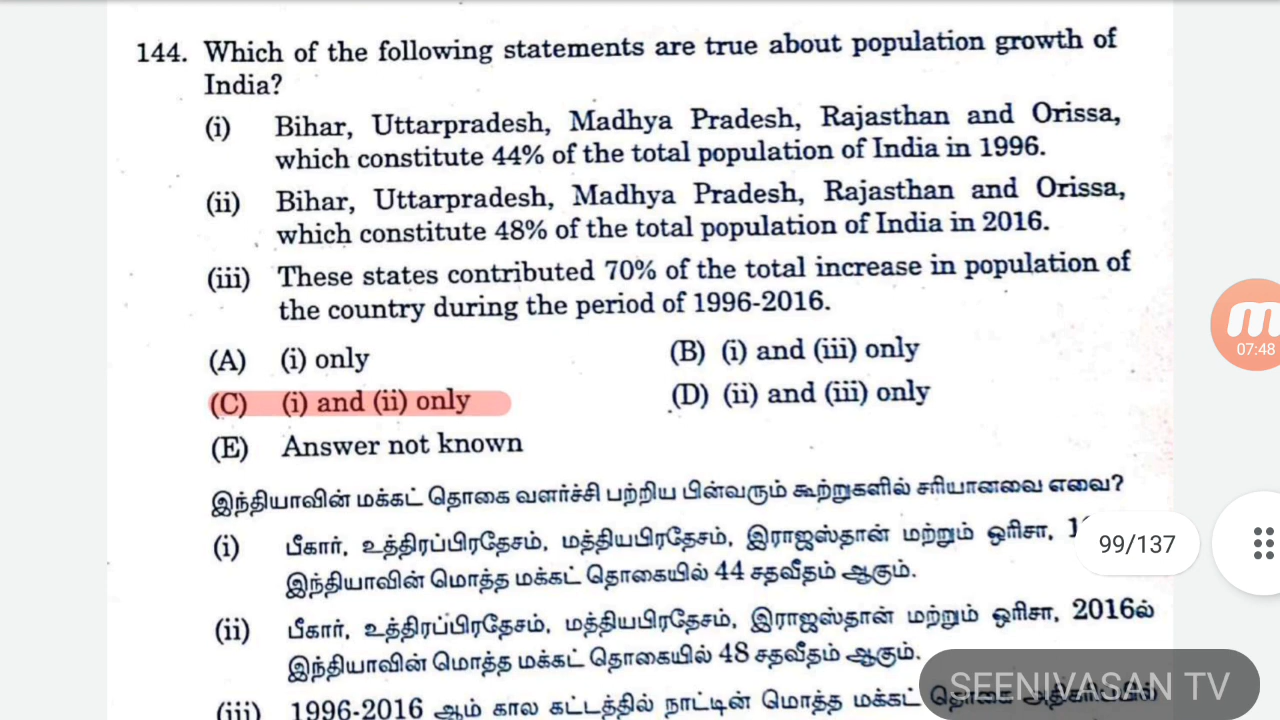 144. Which of the following statements are true about population growth of
India?
(i) Bihar, Uttarpradesh, Madhya Pradesh, Rajasthan and Orissa,
which constitute 44% of the total population of India in 1996.
(ii) Bihar, Uttarpradesh, Madhya Pradesh, Rajasthan and Orissa,
which constitute 48% of the total population of India in 2016.
(iii) These states contributed 70% of the total increase in population of
the country during the period of 1996-2016.
(A) (i) only
(B) (i) and (iii) only
(C) (i) and (ii) only
(D) (ii) and (iii) only
(E) Answer not known
இந்தியாவின் மக்கட் தொகை வளர்ச்சி பற்றிய பின்வரும் கூற்றுகளில் சரியானவை எவை?
(i) பீகார், உத்திரப்பிரதேசம், மத்தியபிரதேசம், இராஜஸ்தான் மற்றும் ஒரிசா,
இந்தியாவின் மொத்த மக்கட் தொகையில் 44 சதவீதம் ஆகும்.
(ii) பீகார், உத்திரப்பிரதேசம், மத்தியபிரதேசம், இராஜஸ்தான் மற்றும் ஒரிசா, 2016ல்
இந்தியாவின் மொத்த மக்கட் தொகையில் 48 சதவீதம் ஆகும்.
(iii) 1996-2016 ஆம் கால கட்டத்தில் நாட்டின் மொத்த மக்கட் தொகை
07:48
99/137
SEENIVASAN TV